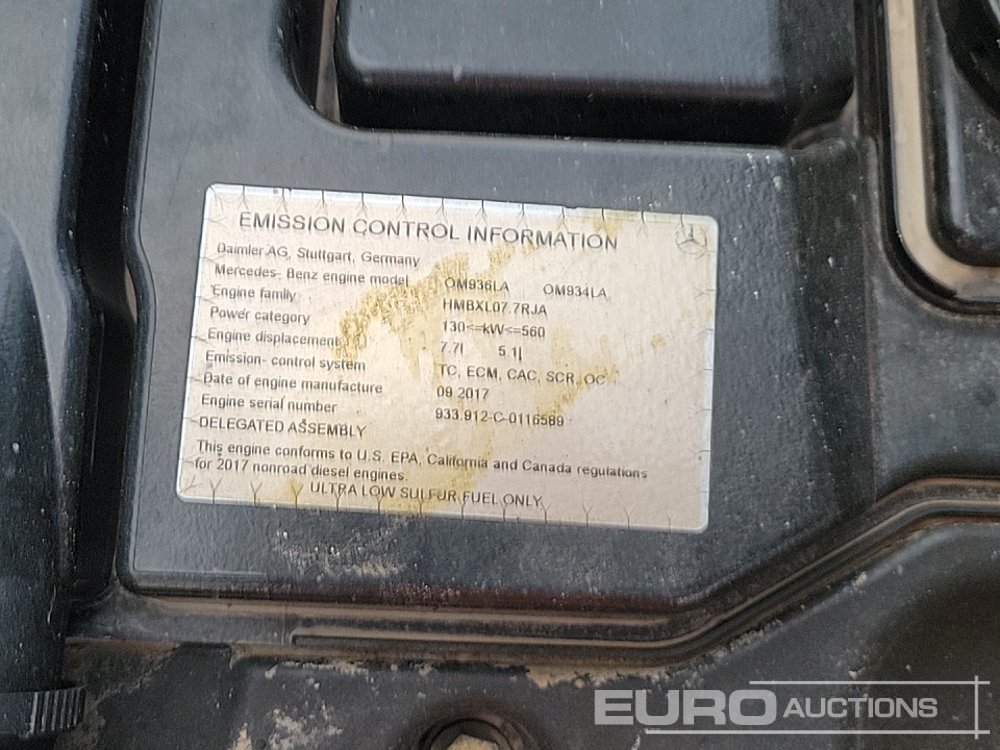 EMISSION CONTROL INFORMATION
Daimler AG, Stuttgart, Germany
Mercedes- Benz engine model OM936LA OM934LA
Engine family HMBXL07.7RJA
Power category 130<=kW<=560
Engine displacement 7.7l 5.1l
Emission- control system TC, ECM, CAC, SCR, OC
Date of engine manufacture 09 2017
Engine serial number 933.912-C-0116589
DELEGATED ASSEMBLY
This engine conforms to U.S. EPA, California and Canada regulations
for 2017 nonroad diesel engines.
ULTRA LOW SULFUR FUEL ONLY
EURO AUCTIONS